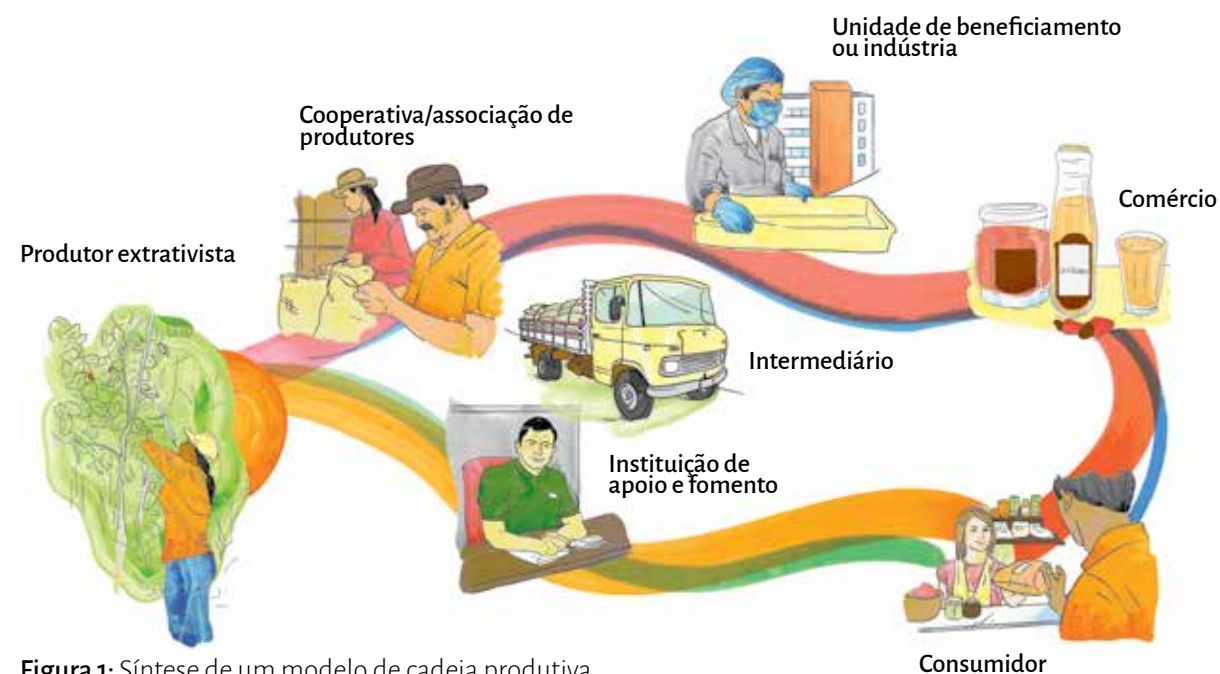 Unidade de beneficiamento
ou indústria
Cooperativa/associação de
produtores
Comércio
Produtor extrativista
Intermediário
Instituição de
apoio e fomento
Figura 1: Síntese de um modelo de cadeia produtiva
Consumidor